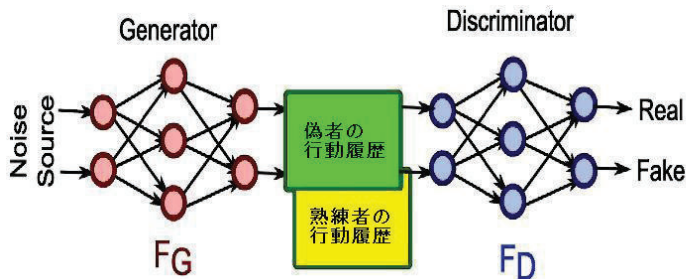 Generator
Discriminator
Noise
Source
偽者の
行動履歴
熟練者の
行動履歴
Real
Fake
FG
FD